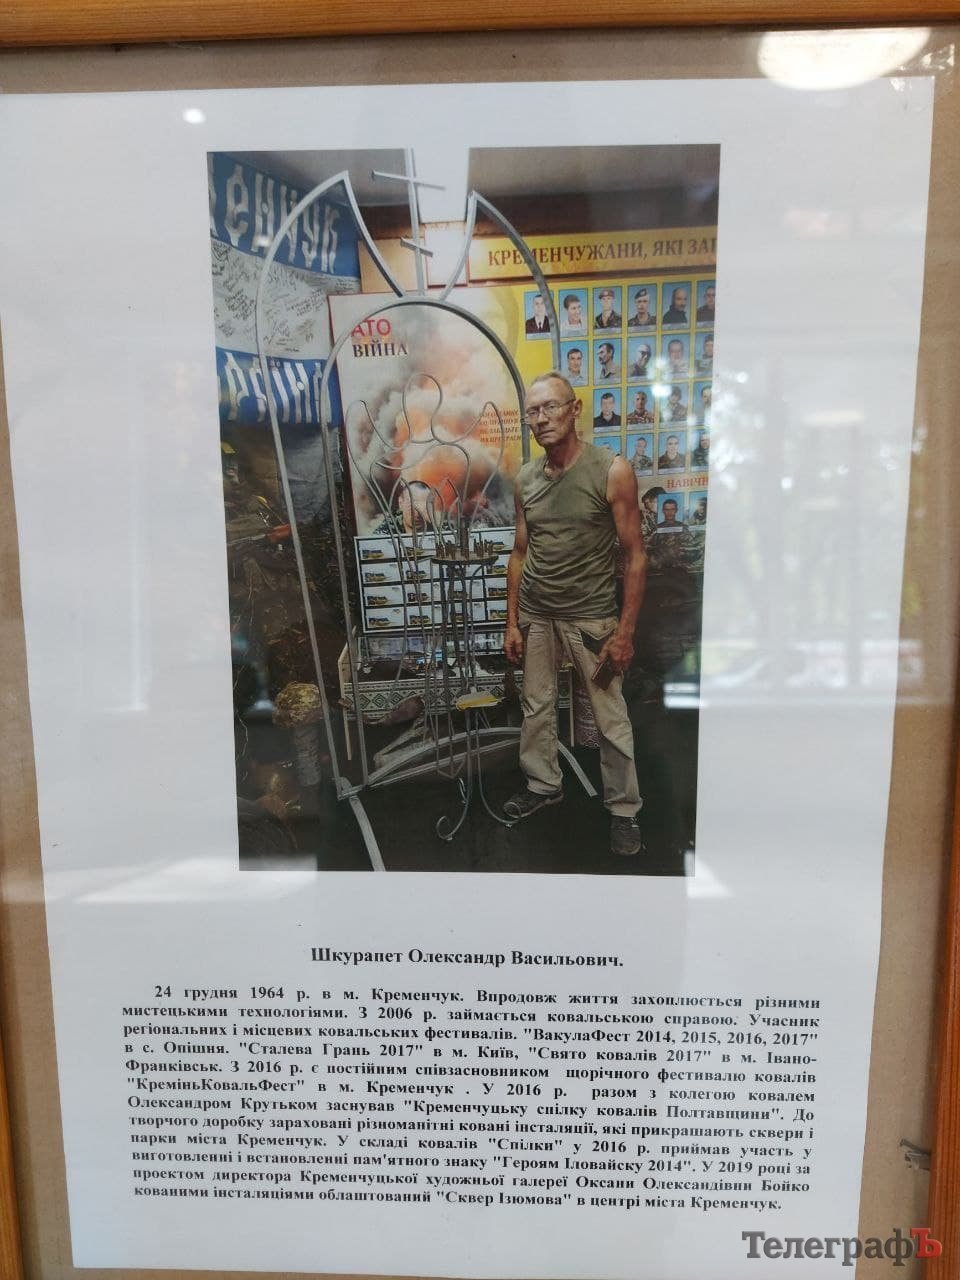 ЕНЧУК
КРЕМЕНЧУЖАНИ, ЯКІ ЗАГ
АТО
ВІЙНА
НАВІЧН
Шкурапет Олександр Васильович.
24 грудня 1964 р. в м. Кременчук. Впродовж життя захоплюється різними
мистецькими технологіями. З 2006 р. займається ковальською справою. Учасник
регіональних і місцевих ковальських фестивалів. "ВакулаФест 2014, 2015, 2016, 2017"
в с. Опішня. "Сталева Грань 2017" в м. Київ, "Свято ковалів 2017" в м. Івано-
Франківськ. З 2016 р. є постійним співзасновником щорічного фестивалю ковалів
"КреміньКовальФест" в м. Кременчук . У 2016 р. разом з колегою ковалем
Олександром Крутьком заснував "Кременчуцьку спілку ковалів Полтавщини". До
творчого доробку зараховані різноманітні ковані інсталяції, які прикрашають сквери і
парки міста Кременчук. У складі ковалів "Спілки" у 2016 р. приймав участь у
виготовленні і встановленні пам'ятного знаку "Героям Іловайську 2014". У 2019 році за
проектом директора Кременчуцької художньої галереї Оксани Олександівни Бойко
кованими інсталяціями облаштований "Сквер Ізюмова" в центрі міста Кременчук.
ТелеграфЪ